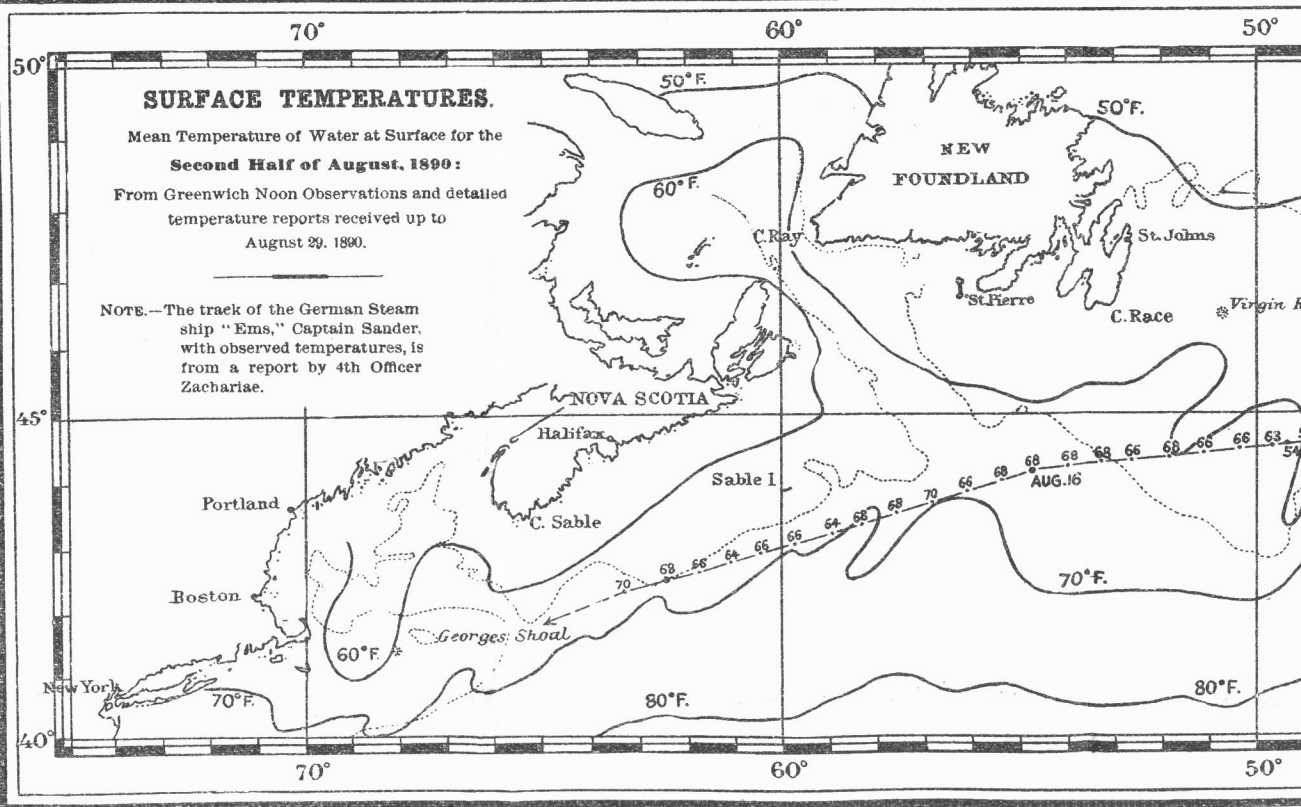 70°
60°
50°
50°
SURFACE TEMPERATURES.
Mean Temperature of Water at Surface for the
Second Half of August, 1890:
From Greenwich Noon Observations and detailed
temperature reports received up to
August 29. 1890.
NOTE.—The track of the German Steam
ship "Ems," Captain Sander,
with observed temperatures, is
from a report by 4th Officer
Zachariae.
50°F.
50°F.
NEW
FOUNDLAND
60°F.
C.Ray
St. Johns
St.Pierre
C.Race
Virgin
45°
NOVA SCOTIA
Halifax
Sable I
Portland
C. Sable
Boston
Georges Shoal
60°F.
New York
70°F.
70 68 66 64 66 66 64 68 68 70 66 68 68 68 68 66 68 66 66 63
54
AUG.16
70°F.
80°F.
80°F.
40°
70°
60°
50°